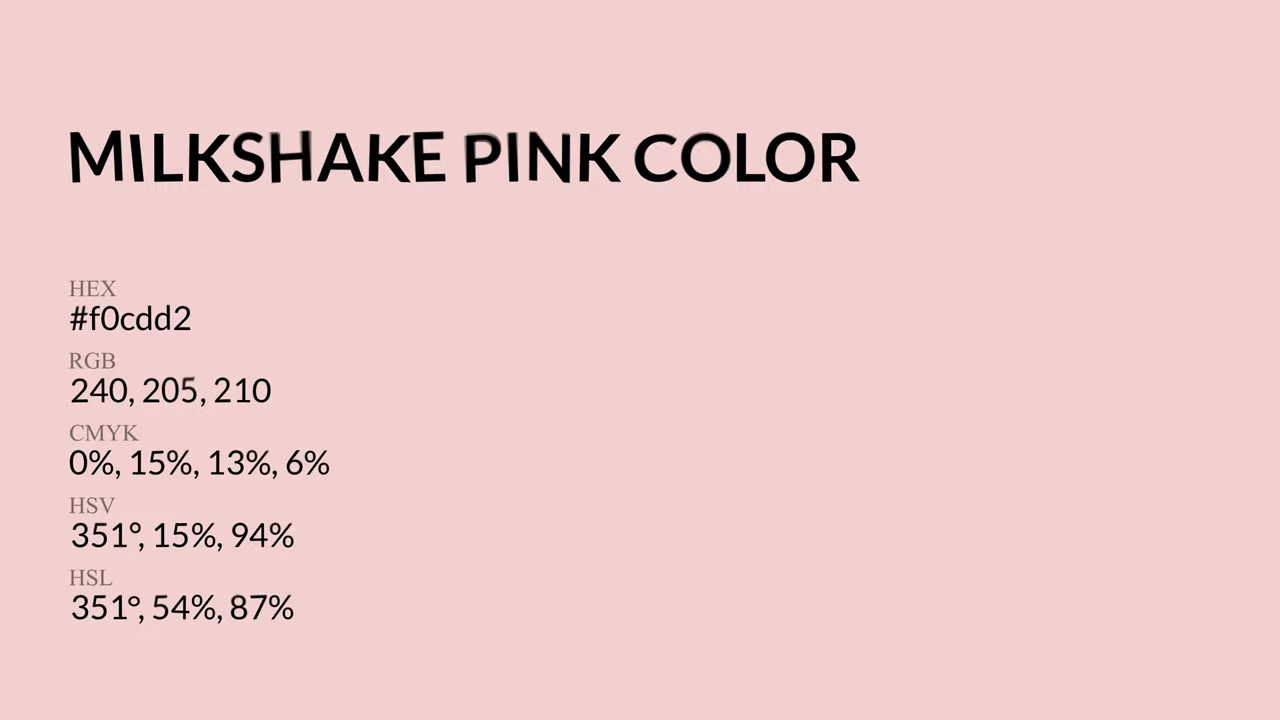 MILKSHAKE PINK COLOR
HEX
#f0cdd2
RGB
240, 205, 210
CMYK
0%, 15%, 13%, 6%
HSV
351°, 15%, 94%
HSL
351°, 54%, 87%